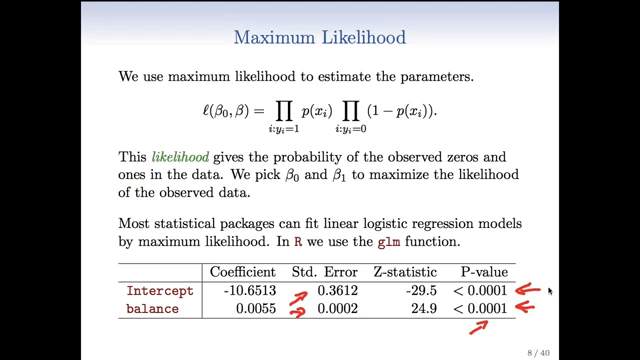 Maximum Likelihood
We use maximum likelihood to estimate the parameters.
ℓ(β₀, β) = ∏ p(xᵢ) ∏ (1 − p(xᵢ)).
i:yᵢ=1 i:yᵢ=0
This likelihood gives the probability of the observed zeros and
ones in the data. We pick β₀ and β₁ to maximize the likelihood
of the observed data.
Most statistical packages can fit linear logistic regression models
by maximum likelihood. In R we use the glm function.
Coefficient Std. Error Z-statistic P-value
Intercept -10.6513 0.3612 -29.5 < 0.0001
balance 0.0055 0.0002 24.9 < 0.0001
8 / 40